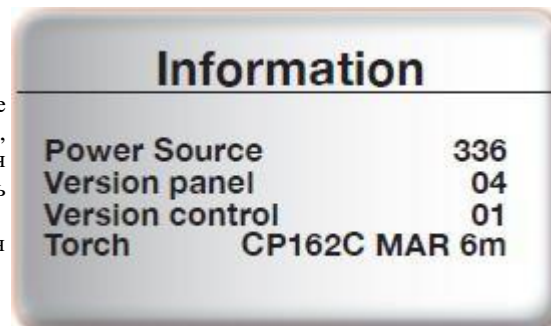 Information
Power Source 336
Version panel 04
Version control 01
Torch CP162C MAR 6m